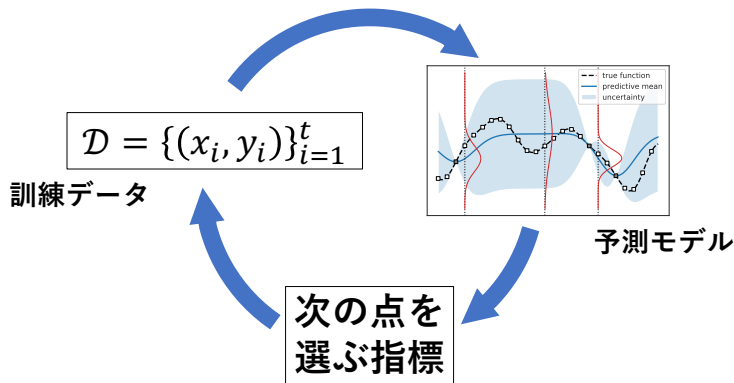 true function
predictive mean
uncertainty
𝒟 = {(xᵢ, yᵢ)}ᵗᵢ₌₁
訓練データ
予測モデル
次の点を
選ぶ指標